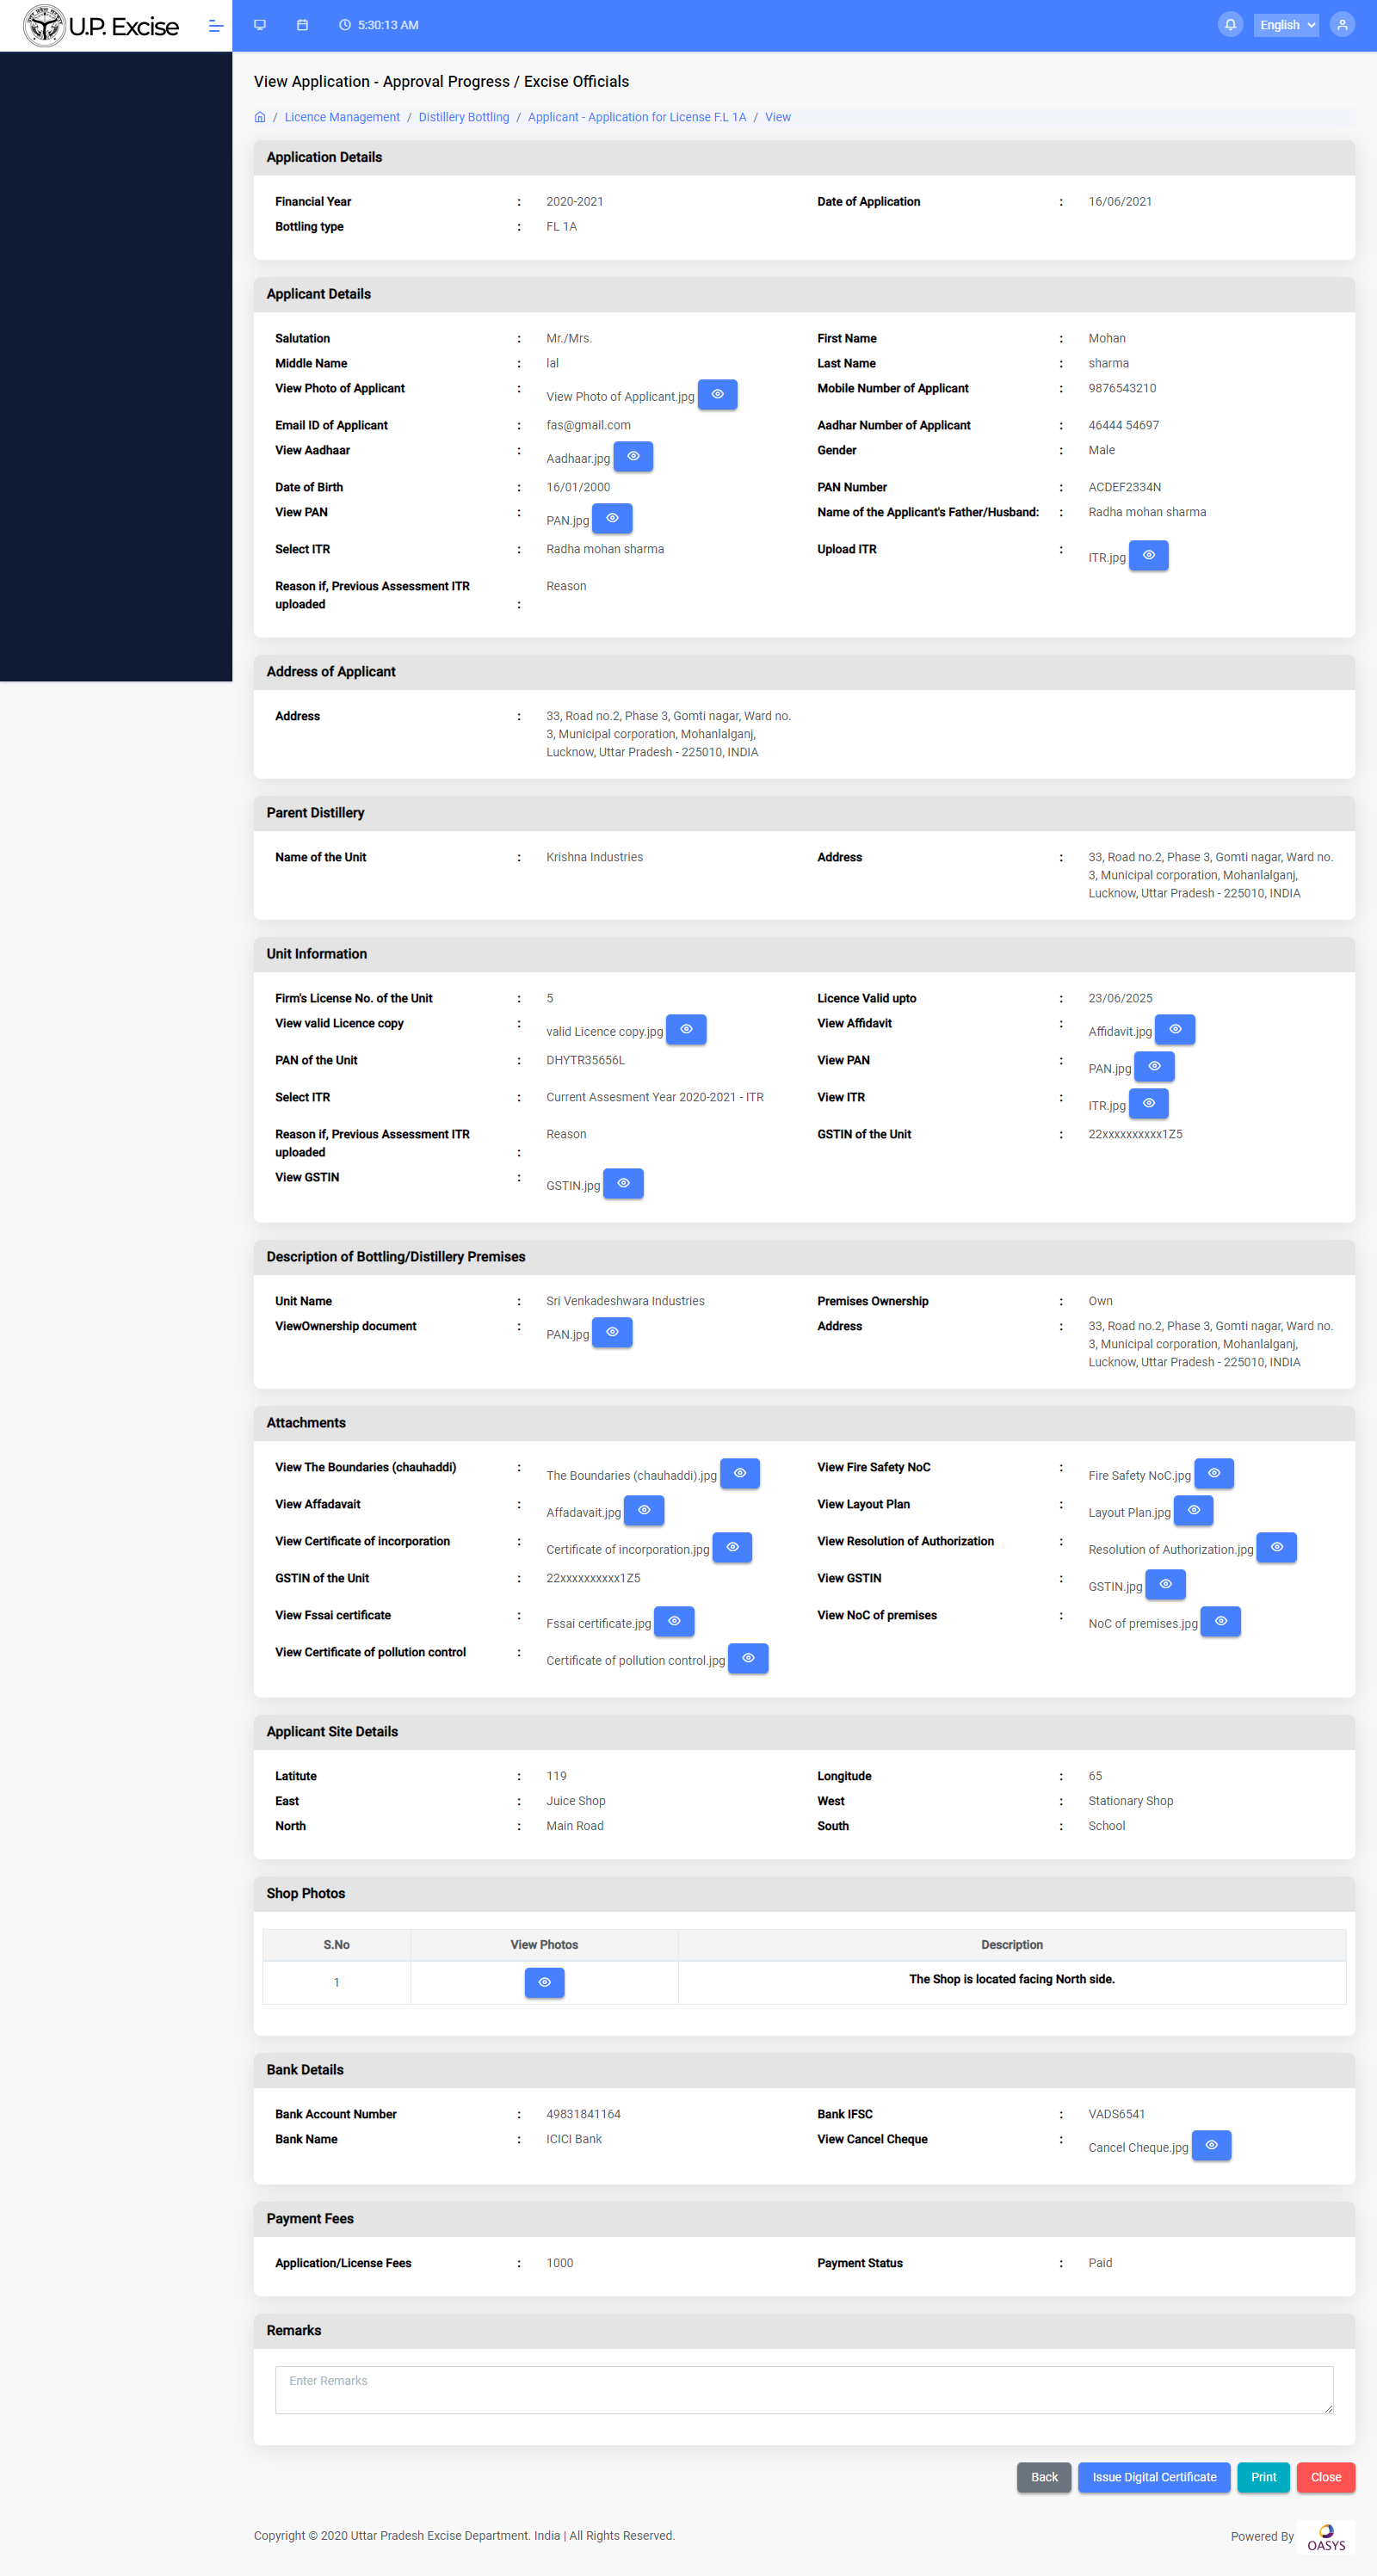 U.P. Excise
5:30:13 AM
English
View Application - Approval Progress / Excise Officials
/ Licence Management / Distillery Bottling / Applicant - Application for License F.L 1A / View
Application Details
Financial Year : 2020-2021 Date of Application : 16/06/2021
Bottling type : FL 1A
Applicant Details
Salutation : Mr./Mrs. First Name : Mohan
Middle Name : lal Last Name : sharma
View Photo of Applicant : View Photo of Applicant.jpg Mobile Number of Applicant : 9876543210
Email ID of Applicant : fas@gmail.com Aadhar Number of Applicant : 46444 54697
View Aadhaar : Aadhaar.jpg Gender : Male
Date of Birth : 16/01/2000 PAN Number : ACDEF2334N
View PAN : PAN.jpg Name of the Applicant's Father/Husband: : Radha mohan sharma
Select ITR : Radha mohan sharma Upload ITR : ITR.jpg
Reason if, Previous Assessment ITR Reason
uploaded :
Address of Applicant
Address : 33, Road no.2, Phase 3, Gomti nagar, Ward no.
3, Municipal corporation, Mohanlalganj,
Lucknow, Uttar Pradesh - 225010, INDIA
Parent Distillery
Name of the Unit : Krishna Industries Address : 33, Road no.2, Phase 3, Gomti nagar, Ward no.
3, Municipal corporation, Mohanlalganj,
Lucknow, Uttar Pradesh - 225010, INDIA
Unit Information
Firm's License No. of the Unit : 5 Licence Valid upto : 23/06/2025
View valid Licence copy : valid Licence copy.jpg View Affidavit : Affidavit.jpg
PAN of the Unit : DHYTR35656L View PAN : PAN.jpg
Select ITR : Current Assesment Year 2020-2021 - ITR View ITR : ITR.jpg
Reason if, Previous Assessment ITR Reason GSTIN of the Unit : 22xxxxxxxxxx1Z5
uploaded :
View GSTIN : GSTIN.jpg
Description of Bottling/Distillery Premises
Unit Name : Sri Venkadeshwara Industries Premises Ownership : Own
ViewOwnership document : PAN.jpg Address : 33, Road no.2, Phase 3, Gomti nagar, Ward no.
3, Municipal corporation, Mohanlalganj,
Lucknow, Uttar Pradesh - 225010, INDIA
Attachments
View The Boundaries (chauhaddi) : The Boundaries (chauhaddi).jpg View Fire Safety NoC : Fire Safety NoC.jpg
View Affadavait : Affadavait.jpg View Layout Plan : Layout Plan.jpg
View Certificate of incorporation : Certificate of incorporation.jpg View Resolution of Authorization : Resolution of Authorization.jpg
GSTIN of the Unit : 22xxxxxxxxxx1Z5 View GSTIN : GSTIN.jpg
View Fssai certificate : Fssai certificate.jpg View NoC of premises : NoC of premises.jpg
View Certificate of pollution control : Certificate of pollution control.jpg
Applicant Site Details
Latitute : 119 Longitude : 65
East : Juice Shop West : Stationary Shop
North : Main Road South : School
Shop Photos
S.No View Photos Description
1 The Shop is located facing North side.
Bank Details
Bank Account Number : 49831841164 Bank IFSC : VADS6541
Bank Name : ICICI Bank View Cancel Cheque : Cancel Cheque.jpg
Payment Fees
Application/License Fees : 1000 Payment Status : Paid
Remarks
Enter Remarks
Back Issue Digital Certificate Print Close
Copyright © 2020 Uttar Pradesh Excise Department. India | All Rights Reserved. Powered By OASYS